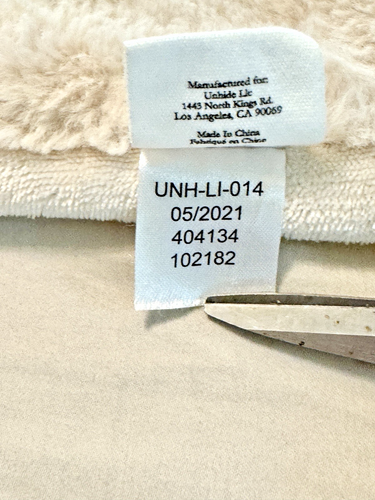 Manufactured for:
Unhide Llc
1443 North Kings Rd.
Los Angeles, CA 90069
Made In China
Fabriqué en Chine
UNH-LI-014
05/2021
404134
102182